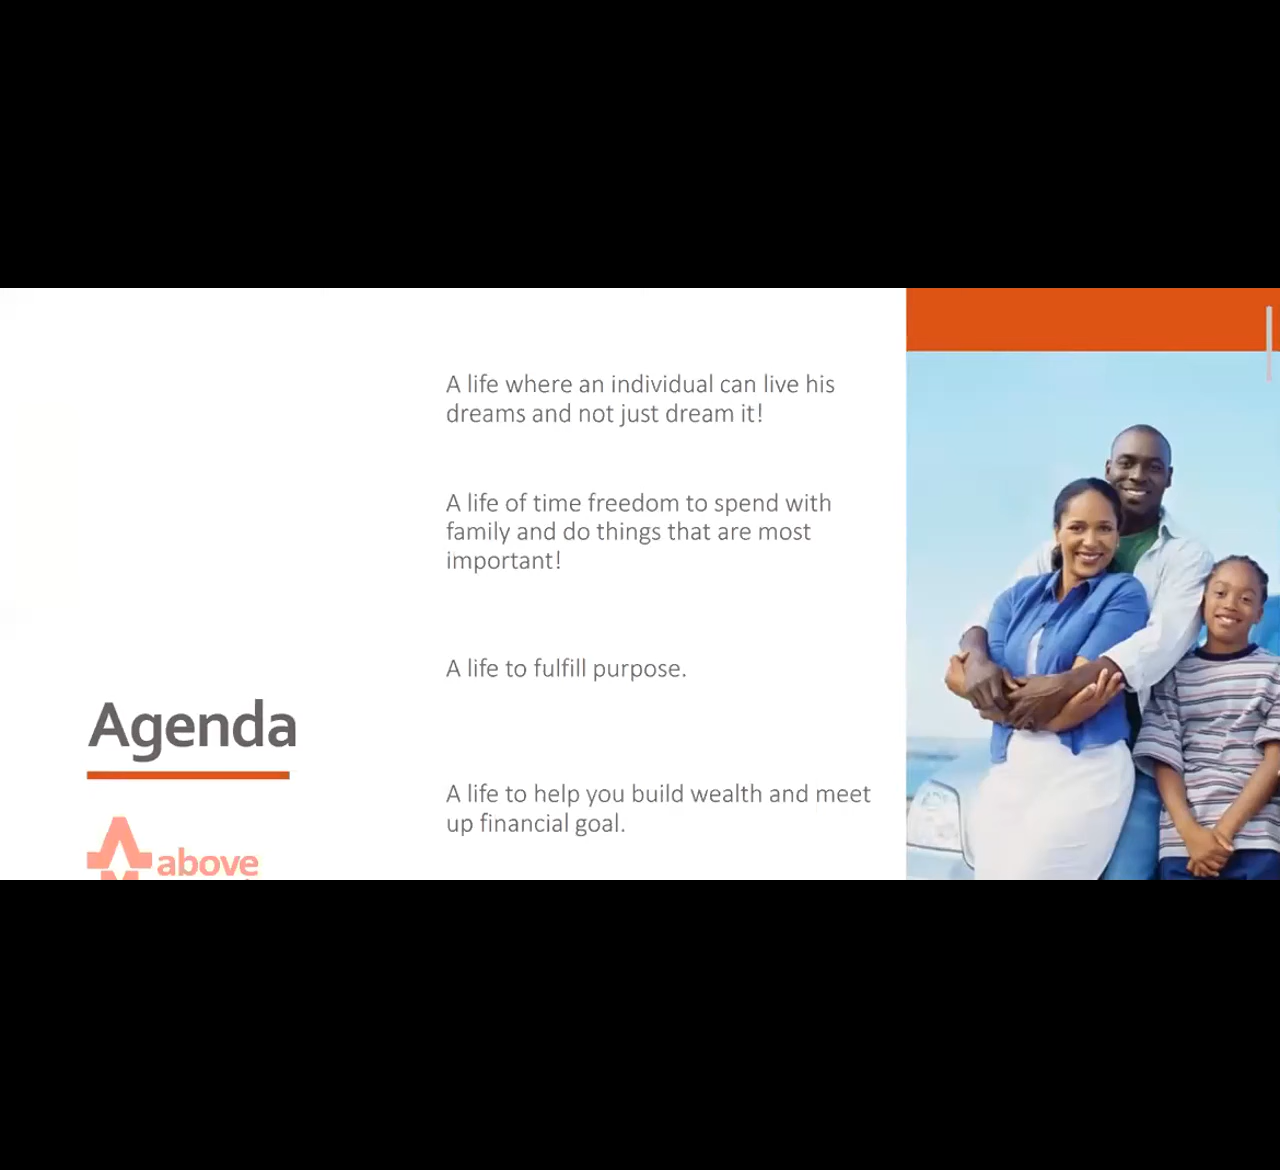 A life where an individual can live his
dreams and not just dream it!
A life of time freedom to spend with
family and do things that are most
important!
A life to fulfill purpose.
A life to help you build wealth and meet
up financial goal.
Agenda
above